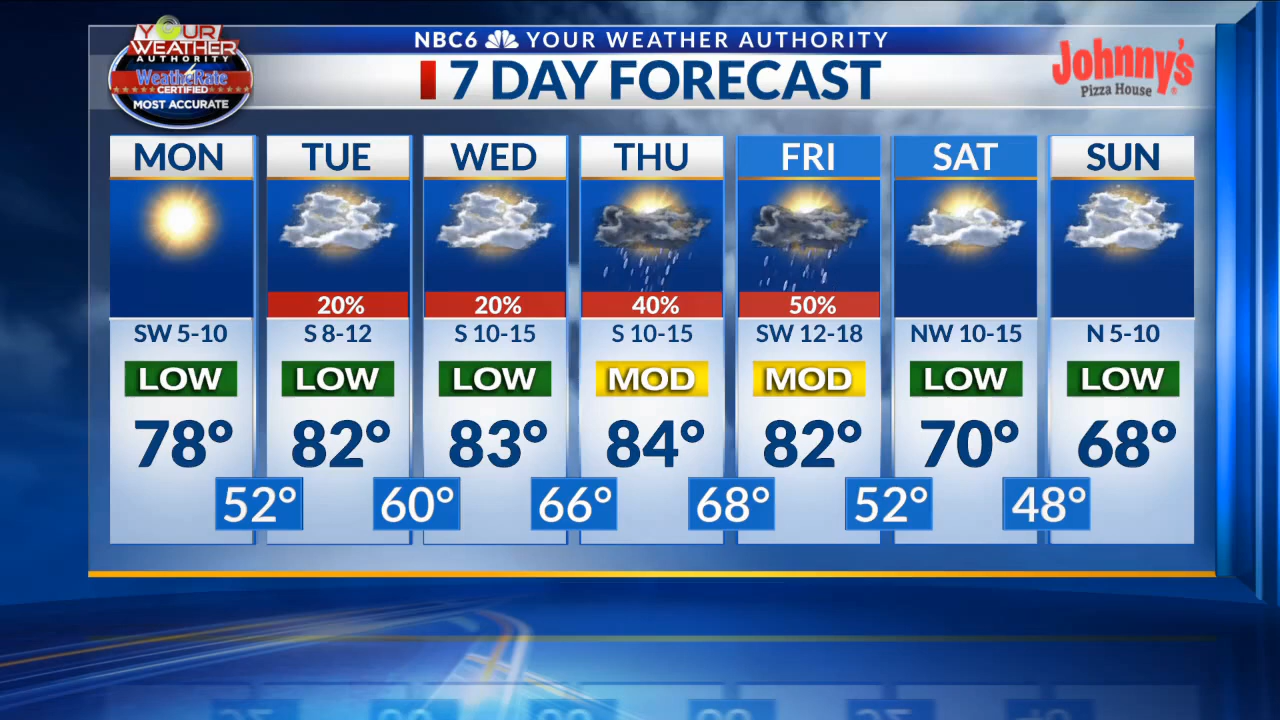 YOUR
WEATHER
AUTHORITY
WeatheRate
CERTIFIED
MOST ACCURATE
NBC6 YOUR WEATHER AUTHORITY
7 DAY FORECAST
Johnny's
Pizza House
MON TUE WED THU FRI SAT SUN
20% 20% 40% 50%
SW 5-10 S 8-12 S 10-15 S 10-15 SW 12-18 NW 10-15 N 5-10
LOW LOW LOW MOD MOD LOW LOW
78° 82° 83° 84° 82° 70° 68°
52° 60° 66° 68° 52° 48°